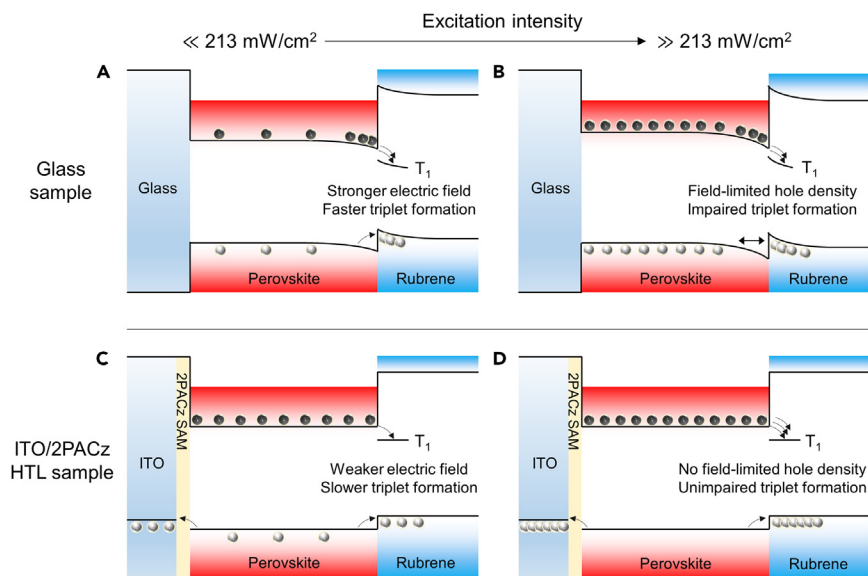 Excitation intensity
≪ 213 mW/cm²
≫ 213 mW/cm²
A
B
Glass sample
Glass
T₁
Stronger electric field
Faster triplet formation
Perovskite
Rubrene
Glass
T₁
Field-limited hole density
Impaired triplet formation
Perovskite
Rubrene
C
D
ITO/2PACz
HTL sample
ITO
2PACz SAM
T₁
Weaker electric field
Slower triplet formation
Perovskite
Rubrene
ITO
2PACz SAM
T₁
No field-limited hole density
Unimpaired triplet formation
Perovskite
Rubrene